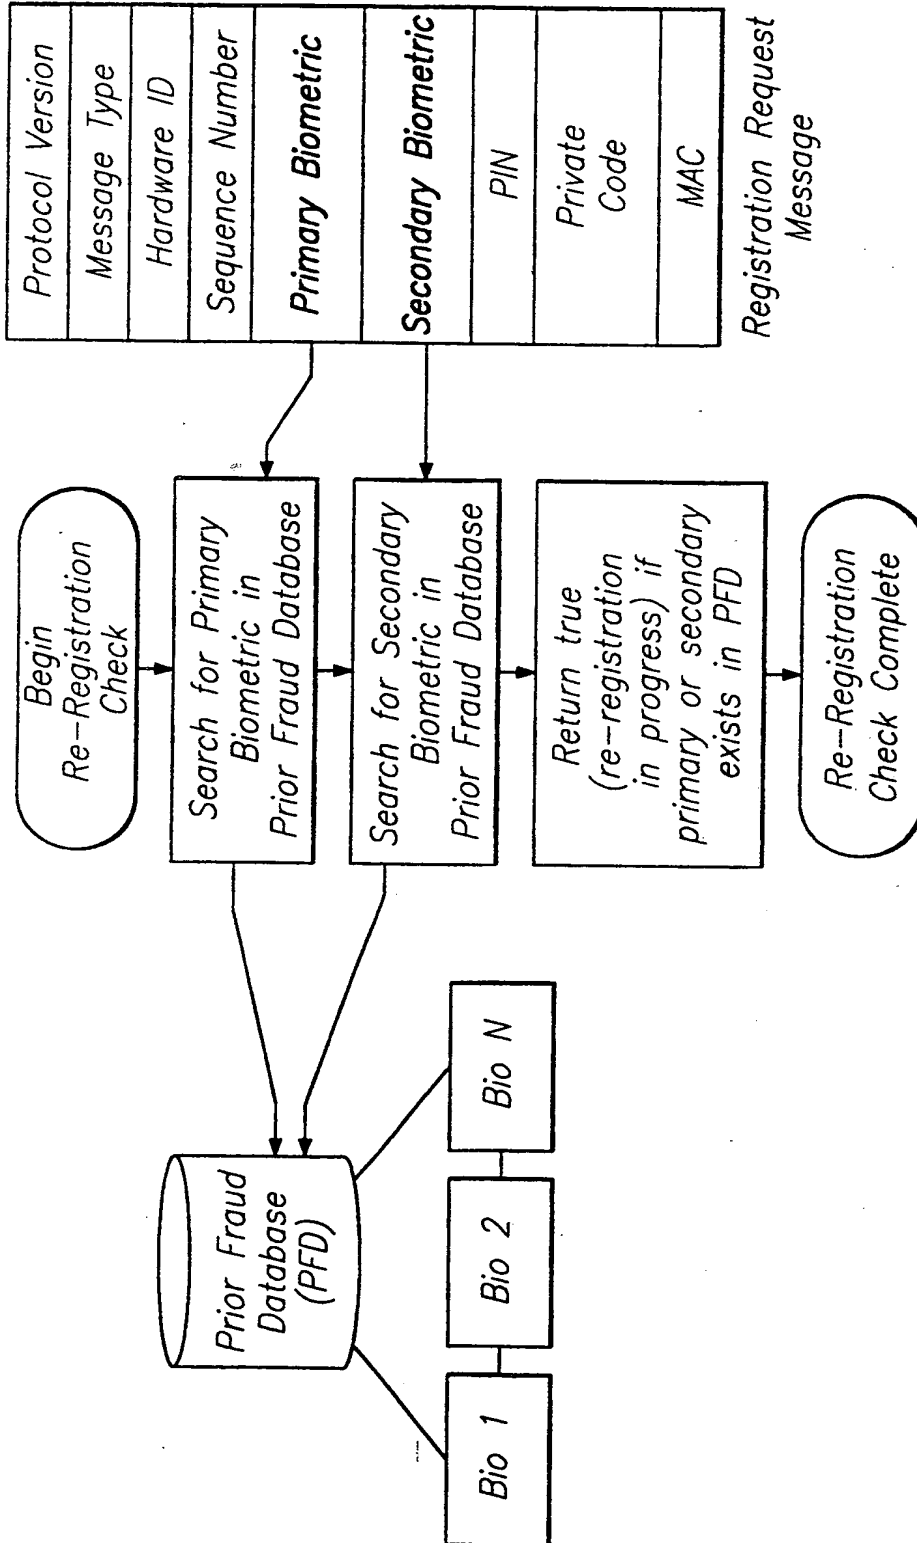 Prior Fraud
Database
(PFD)
Bio 1
Bio 2
Bio N
Begin
Re-Registration
Check
Search for Primary
Biometric in
Prior Fraud Database
Search for Secondary
Biometric in
Prior Fraud Database
Return true
(re-registration
in progress) if
primary or secondary
exists in PFD
Re-Registration
Check Complete
Protocol Version
Message Type
Hardware ID
Sequence Number
Primary Biometric
Secondary Biometric
PIN
Private
Code
MAC
Registration Request
Message